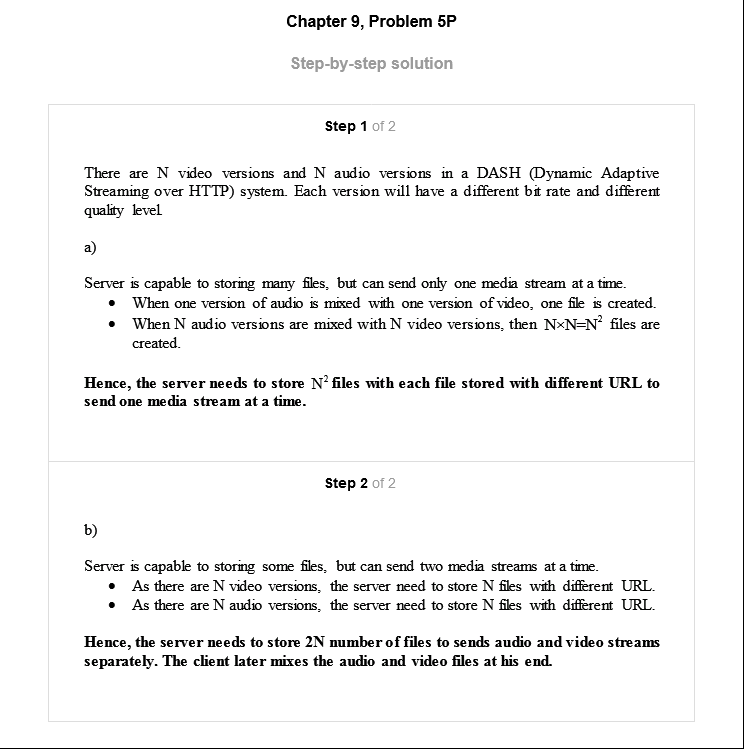 Chapter 9, Problem 5P
Step-by-step solution
Step 1 of 2
There are N video versions and N audio versions in a DASH (Dynamic Adaptive
Streaming over HTTP) system. Each version will have a different bit rate and different
quality level.
a)
Server is capable to storing many files, but can send only one media stream at a time.
• When one version of audio is mixed with one version of video, one file is created.
• When N audio versions are mixed with N video versions, then N×N=N² files are
created.
Hence, the server needs to store N² files with each file stored with different URL to
send one media stream at a time.
Step 2 of 2
b)
Server is capable to storing some files, but can send two media streams at a time.
• As there are N video versions, the server need to store N files with different URL.
• As there are N audio versions, the server need to store N files with different URL.
Hence, the server needs to store 2N number of files to sends audio and video streams
separately. The client later mixes the audio and video files at his end.